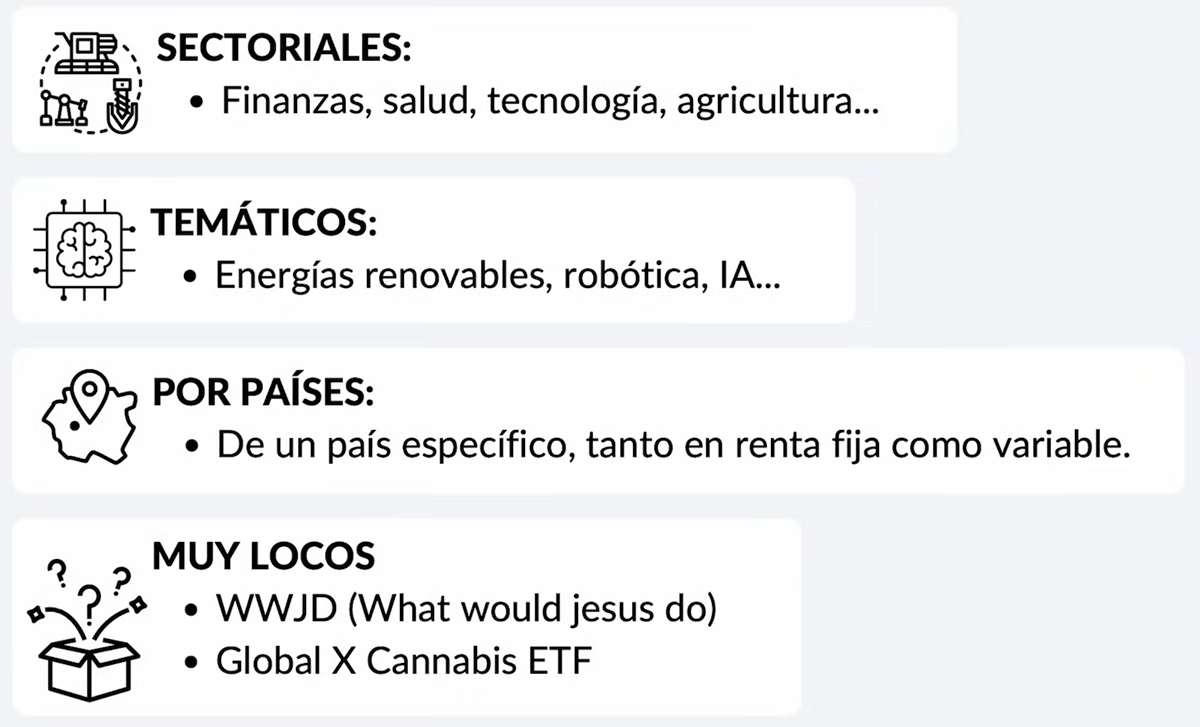 SECTORIALES:
• Finanzas, salud, tecnología, agricultura...
TEMÁTICOS:
• Energías renovables, robótica, IA...
POR PAÍSES:
• De un país específico, tanto en renta fija como variable.
MUY LOCOS
• WWJD (What would jesus do)
• Global X Cannabis ETF